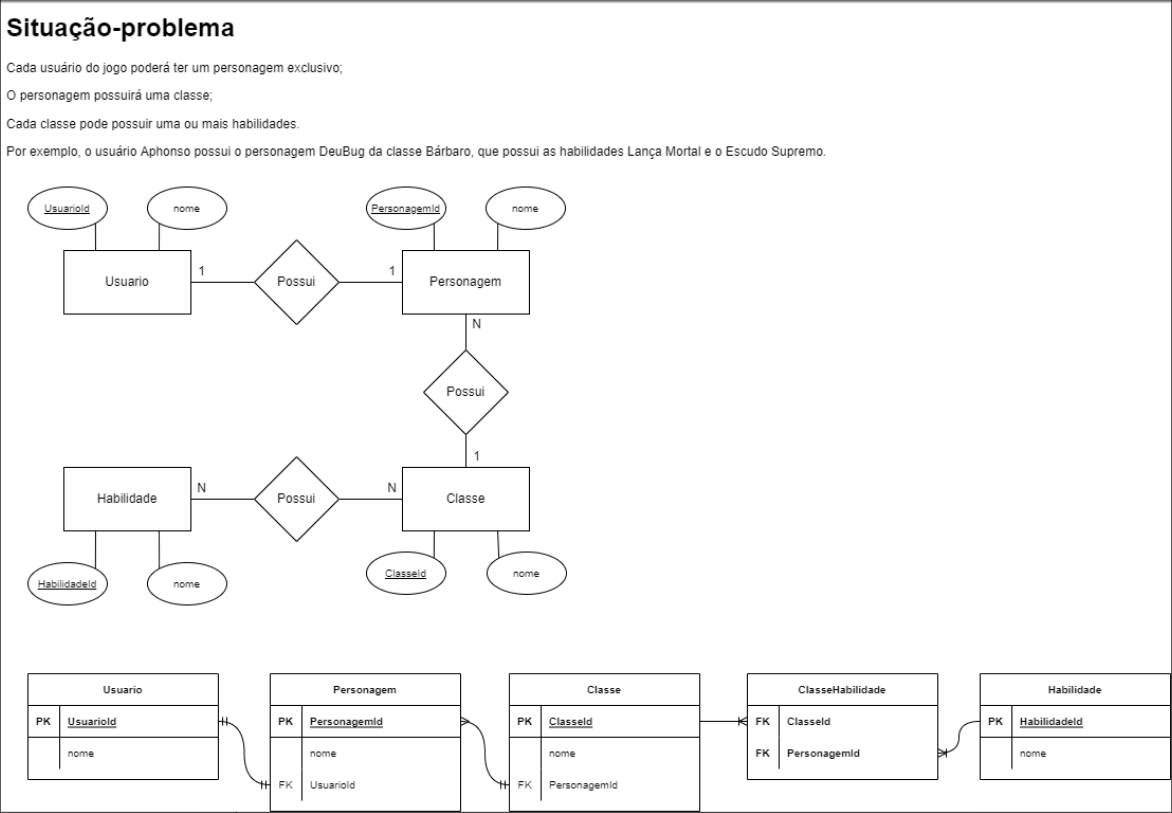 Situação-problema
Cada usuário do jogo poderá ter um personagem exclusivo;
O personagem possuirá uma classe;
Cada classe pode possuir uma ou mais habilidades.
Por exemplo, o usuário Aphonso possui o personagem DeuBug da classe Bárbaro, que possui as habilidades Lança Mortal e o Escudo Supremo.
UsuarioId nome PersonagemId nome
Usuario 1 Possui 1 Personagem
N
Possui
1
Habilidade N Possui N Classe
HabilidadeId nome ClasseId nome
Usuario Personagem Classe ClasseHabilidade Habilidade
PK UsuarioId PK PersonagemId PK ClasseId FK ClasseId PK HabilidadeId
nome nome nome FK PersonagemId nome
FK UsuarioId FK PersonagemId